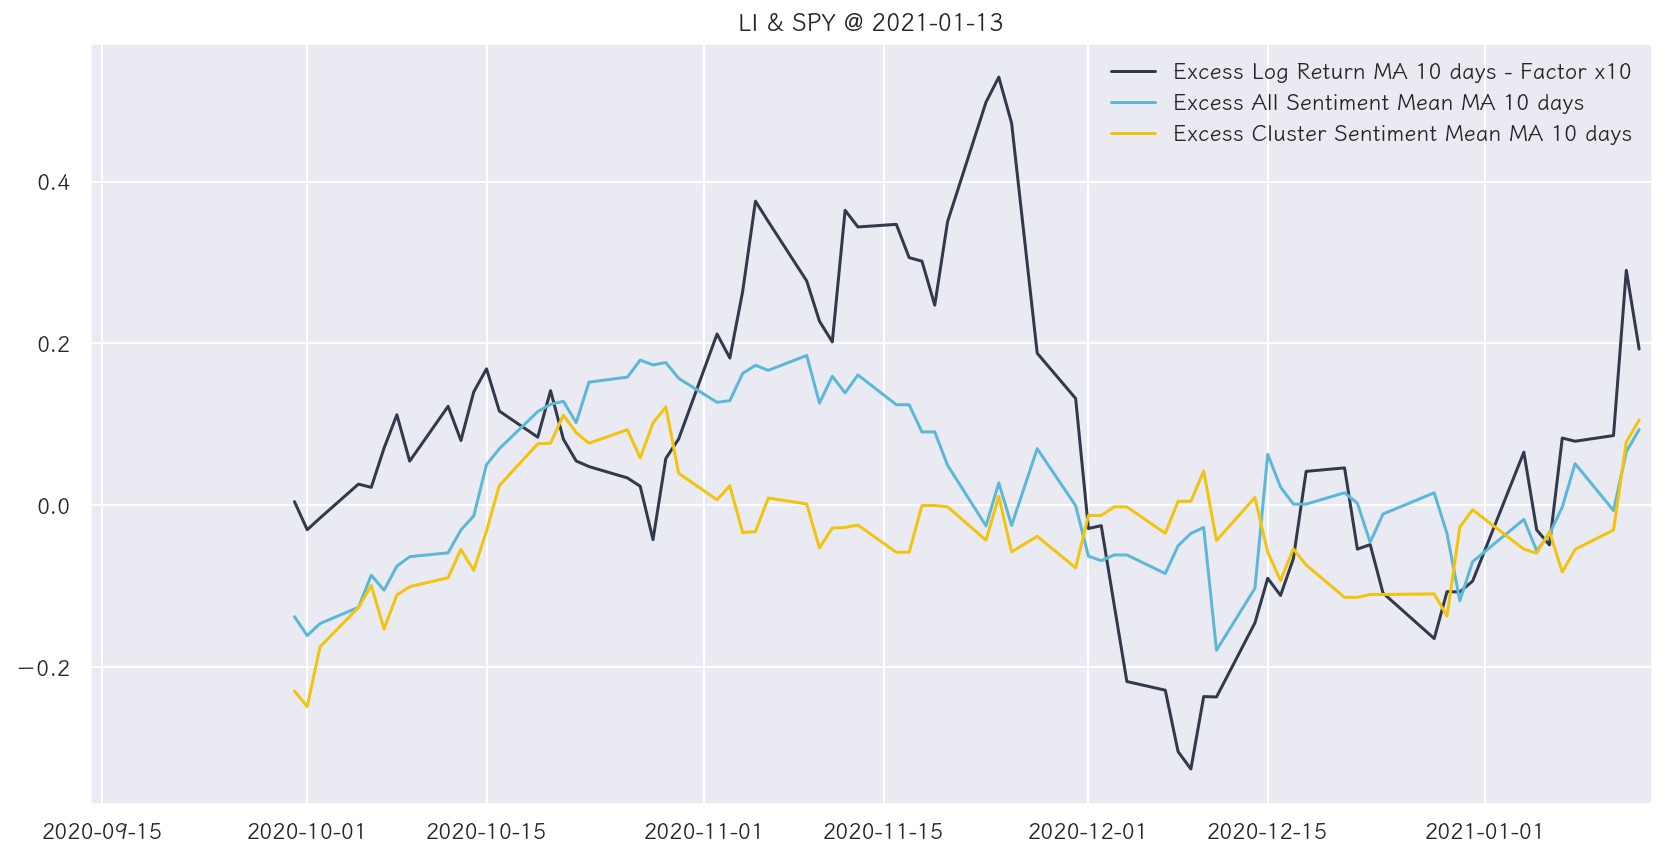 LI & SPY @ 2021-01-13
Excess Log Return MA 10 days - Factor x10
Excess All Sentiment Mean MA 10 days
Excess Cluster Sentiment Mean MA 10 days
0.4
0.2
0.0
−0.2
2020-09-15 2020-10-01 2020-10-15 2020-11-01 2020-11-15 2020-12-01 2020-12-15 2021-01-01